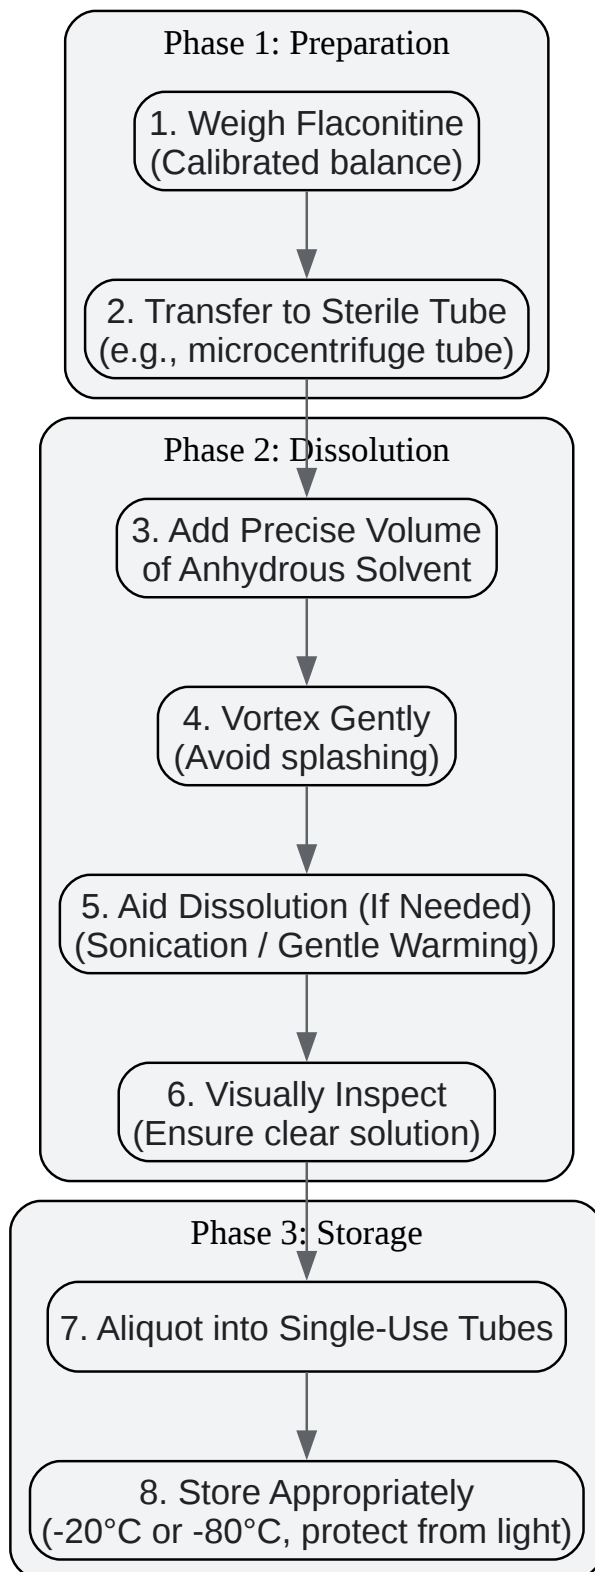 Phase 1: Preparation
1. Weigh Flaconitine
(Calibrated balance)
2. Transfer to Sterile Tube
(e.g., microcentrifuge tube)
Phase 2: Dissolution
3. Add Precise Volume
of Anhydrous Solvent
4. Vortex Gently
(Avoid splashing)
5. Aid Dissolution (If Needed)
(Sonication / Gentle Warming)
6. Visually Inspect
(Ensure clear solution)
Phase 3: Storage
7. Aliquot into Single-Use Tubes
8. Store Appropriately
(-20°C or -80°C, protect from light)